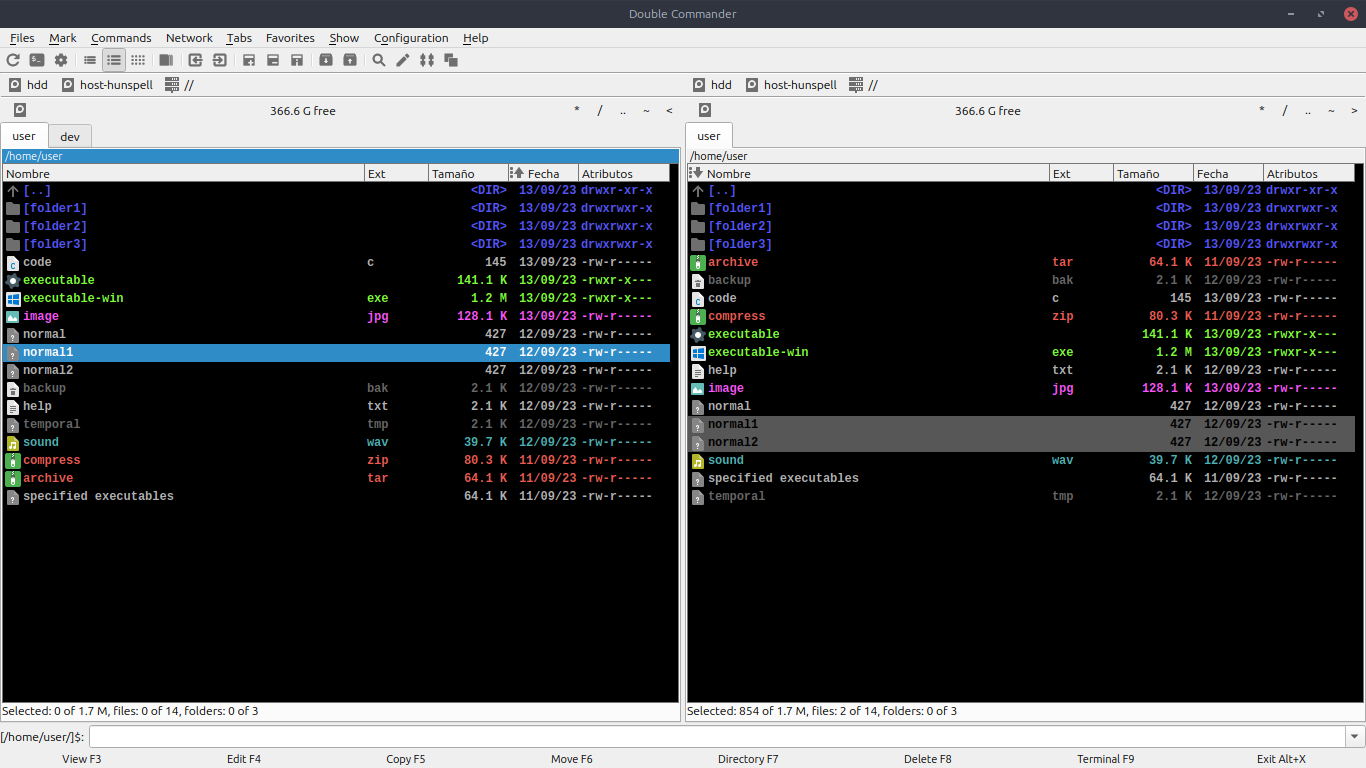 Double Commander
Files Mark Commands Network Tabs Favorites Show Configuration Help
hdd host-hunspell // hdd host-hunspell //
366.6 G free * / .. ~ < 366.6 G free * / .. ~ >
user dev user
/home/user /home/user
Nombre Ext Tamaño Fecha Atributos Nombre Ext Tamaño Fecha Atributos
[..] <DIR> 13/09/23 drwxr-xr-x [..] <DIR> 13/09/23 drwxr-xr-x
[folder1] <DIR> 13/09/23 drwxrwxr-x [folder1] <DIR> 13/09/23 drwxrwxr-x
[folder2] <DIR> 13/09/23 drwxrwxr-x [folder2] <DIR> 13/09/23 drwxrwxr-x
[folder3] <DIR> 13/09/23 drwxrwxr-x [folder3] <DIR> 13/09/23 drwxrwxr-x
code c 145 13/09/23 -rw-r----- archive tar 64.1 K 11/09/23 -rw-r-----
executable 141.1 K 13/09/23 -rwxr-x--- backup bak 2.1 K 12/09/23 -rw-r-----
executable-win exe 1.2 M 13/09/23 -rwxr-x--- code c 145 13/09/23 -rw-r-----
image jpg 128.1 K 13/09/23 -rw-r----- compress zip 80.3 K 11/09/23 -rw-r-----
normal 427 12/09/23 -rw-r----- executable 141.1 K 13/09/23 -rwxr-x---
normal1 427 12/09/23 -rw-r----- executable-win exe 1.2 M 13/09/23 -rwxr-x---
normal2 427 12/09/23 -rw-r----- help txt 2.1 K 12/09/23 -rw-r-----
backup bak 2.1 K 12/09/23 -rw-r----- image jpg 128.1 K 13/09/23 -rw-r-----
help txt 2.1 K 12/09/23 -rw-r----- normal 427 12/09/23 -rw-r-----
temporal tmp 2.1 K 12/09/23 -rw-r----- normal1 427 12/09/23 -rw-r-----
sound wav 39.7 K 12/09/23 -rw-r----- normal2 427 12/09/23 -rw-r-----
compress zip 80.3 K 11/09/23 -rw-r----- sound wav 39.7 K 12/09/23 -rw-r-----
archive tar 64.1 K 11/09/23 -rw-r----- specified executables 64.1 K 11/09/23 -rw-r-----
specified executables 64.1 K 11/09/23 -rw-r----- temporal tmp 2.1 K 12/09/23 -rw-r-----
Selected: 0 of 1.7 M, files: 0 of 14, folders: 0 of 3 Selected: 854 of 1.7 M, files: 2 of 14, folders: 0 of 3
[/home/user/]$:
View F3 Edit F4 Copy F5 Move F6 Directory F7 Delete F8 Terminal F9 Exit Alt+X